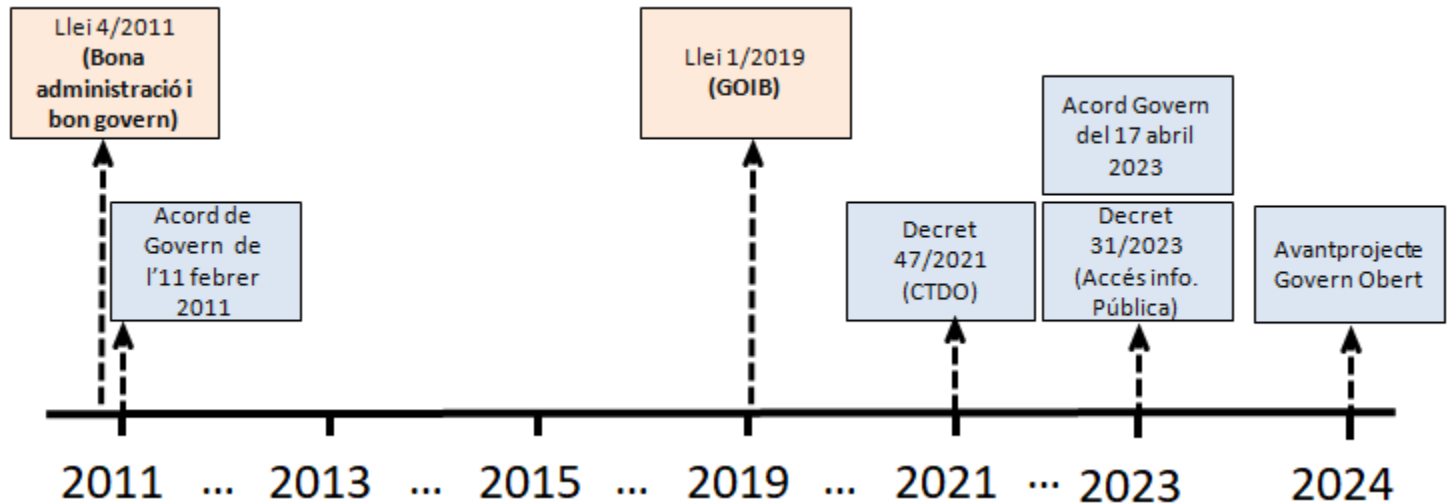 Llei 4/2011
(Bona
administració i
bon govern)
Llei 1/2019
(GOIB)
Acord Govern
del 17 abril
2023
Acord de
Govern de
l'11 febrer
2011
Decret
47/2021
(CTDO)
Decret
31/2023
(Accés info.
Pública)
Avantprojecte
Govern Obert
2011 ... 2013 ... 2015 ... 2019 ... 2021 ... 2023 2024